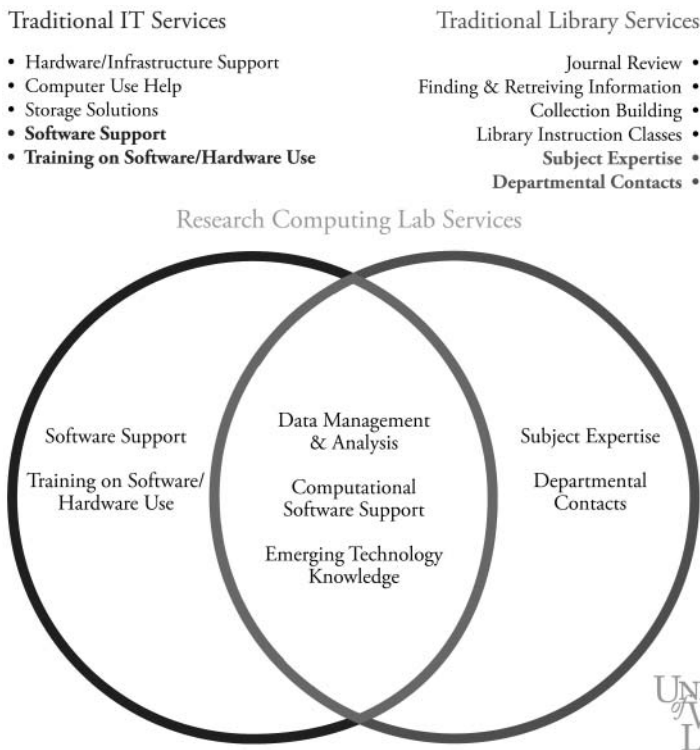 Traditional IT Services
• Hardware/Infrastructure Support
• Computer Use Help
• Storage Solutions
• Software Support
• Training on Software/Hardware Use
Traditional Library Services
Journal Review •
Finding & Retreiving Information •
Collection Building •
Library Instruction Classes •
Subject Expertise •
Departmental Contacts •
Research Computing Lab Services
Software Support
Training on Software/
Hardware Use
Data Management
& Analysis
Computational
Software Support
Emerging Technology
Knowledge
Subject Expertise
Departmental
Contacts